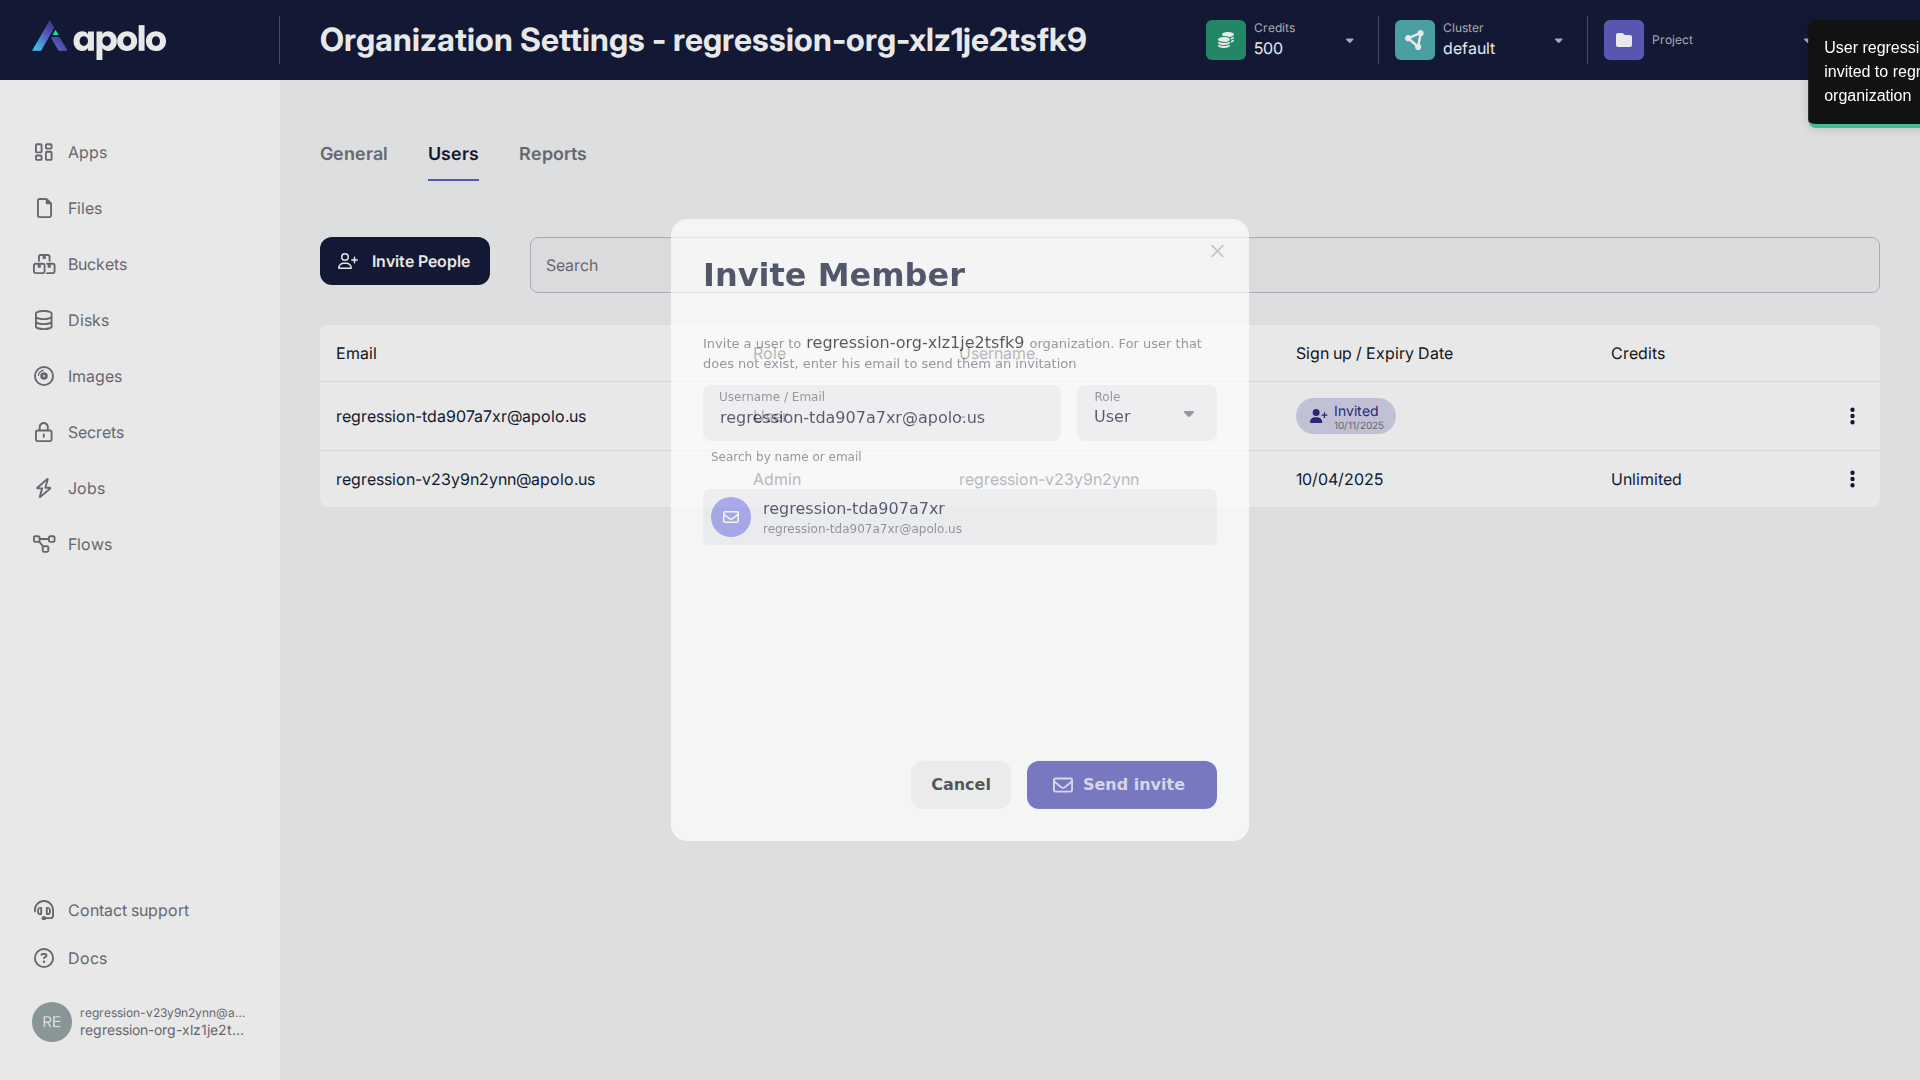 apolo
Organization Settings - regression-org-xlz1je2tsfk9
Credits
500
Cluster
default
Project
User regressi
invited to regr
organization
Apps
Files
Buckets
Disks
Images
Secrets
Jobs
Flows
Contact support
Docs
RE
regression-v23y9n2ynn@a...
regression-org-xlz1je2t...
General
Users
Reports
Invite People
Search
Email
Role
Username
Sign up / Expiry Date
Credits
regression-tda907a7xr@apolo.us
User
-
Invited
10/11/2025
regression-v23y9n2ynn@apolo.us
Admin
regression-v23y9n2ynn
10/04/2025
Unlimited
Invite Member
Invite a user to regression-org-xlz1je2tsfk9 organization. For user that
does not exist, enter his email to send them an invitation
Username / Email
regression-tda907a7xr@apolo.us
Role
User
Search by name or email
regression-tda907a7xr
regression-tda907a7xr@apolo.us
Cancel
Send invite